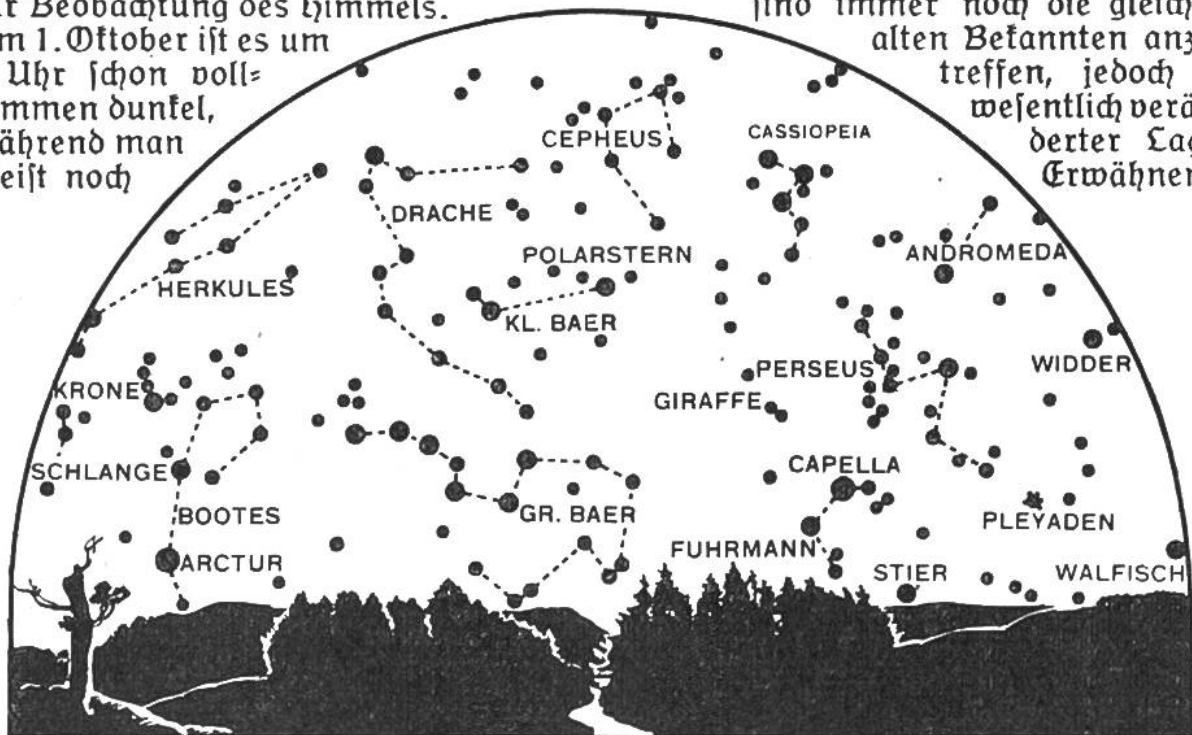 r Beobachtung des Himmels.
m 1. Oktober ist es um
Uhr schon voll=
mmen dunkel,
ährend man
eist noch
sind immer noch die gleich
alten Bekannten anz
treffen, jedoch
wesentlich verä
derter Lag
Erwähnen
CEPHEUS
CASSIOPEIA
DRACHE
POLARSTERN
ANDROMEDA
HERKULES
KL. BAER
PERSEUS
WIDDER
KRONE
GIRAFFE
SCHLANGE
CAPELLA
BOOTES
GR. BAER
PLEYADEN
ARCTUR
FUHRMANN
STIER
WALFISCH